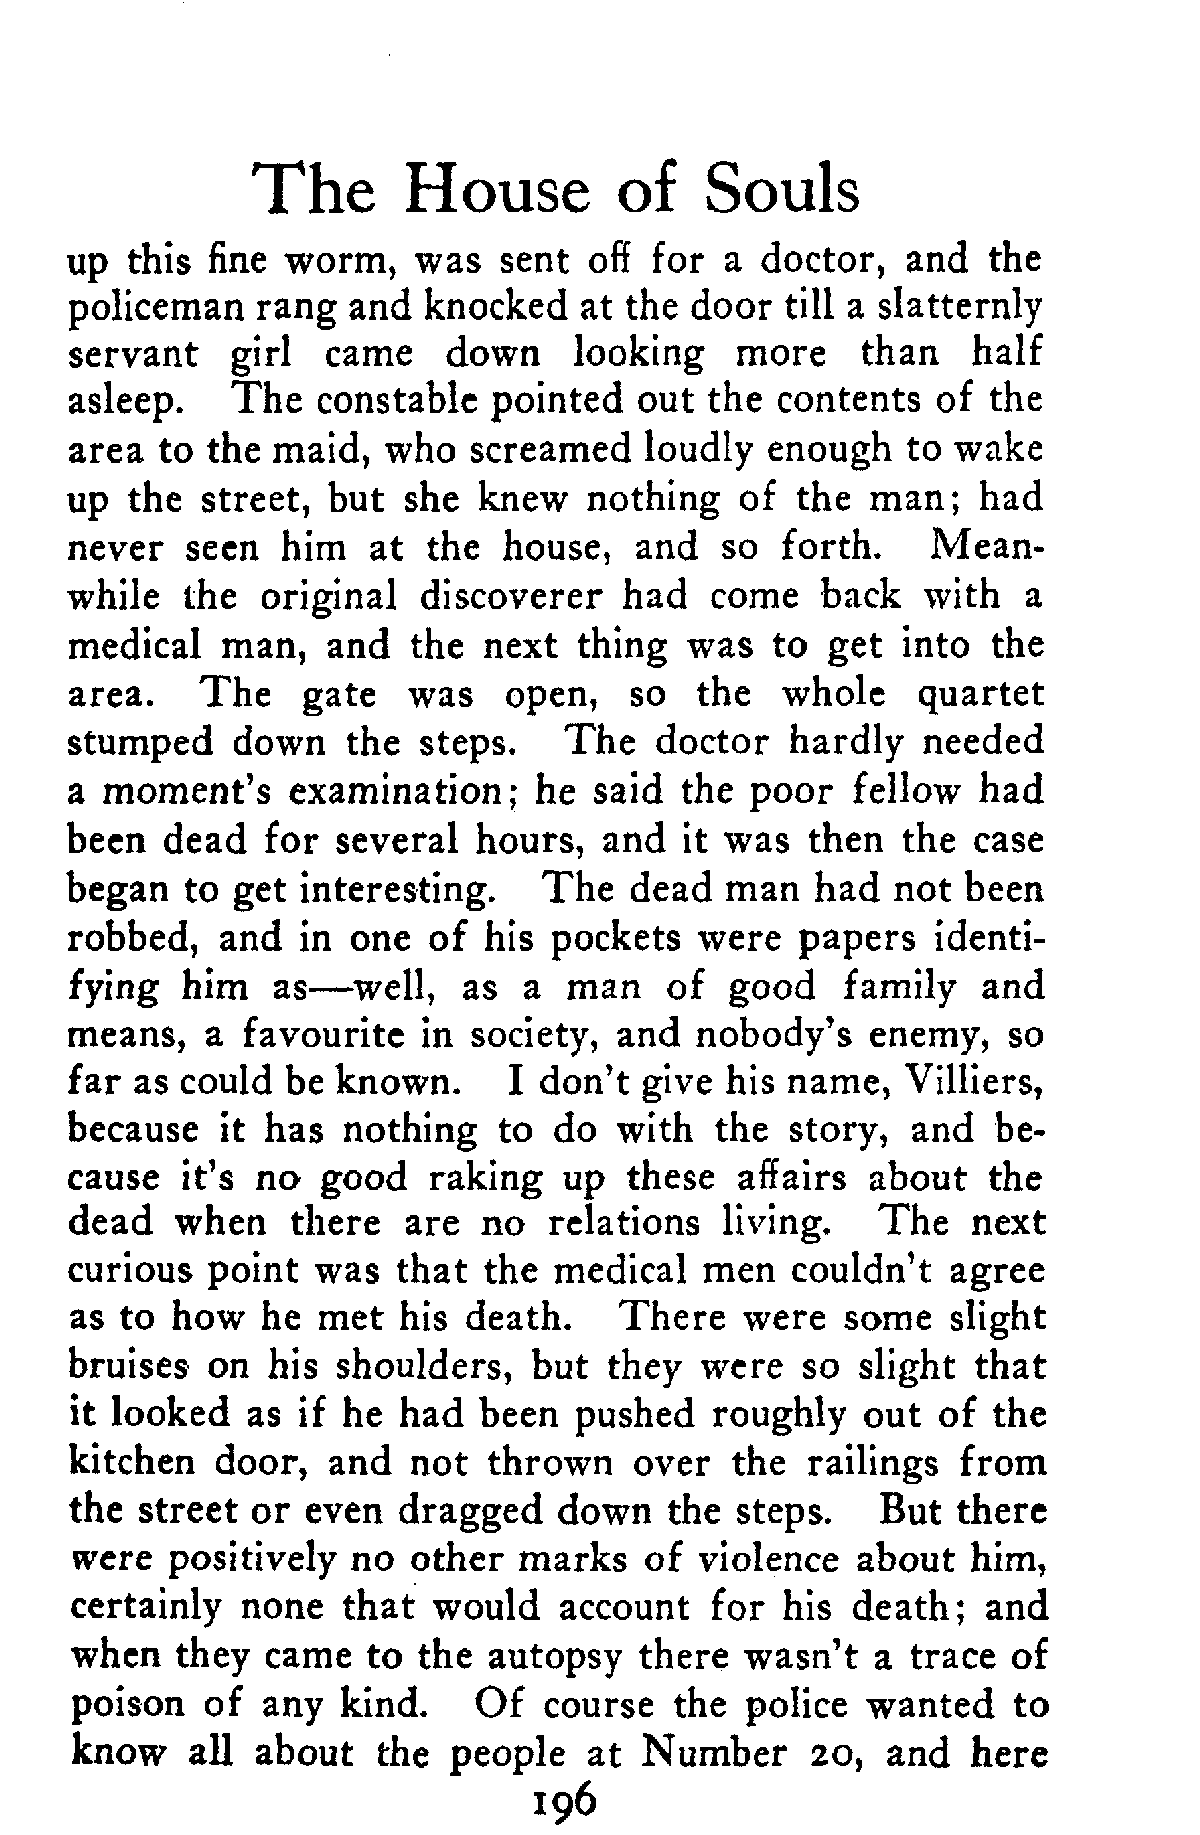 The House of Souls
up this fine worm, was sent off for a doctor, and the
policeman rang and knocked at the door till a slatternly
servant girl came down looking more than half
asleep. The constable pointed out the contents of the
area to the maid, who screamed loudly enough to wake
up the street, but she knew nothing of the man; had
never seen him at the house, and so forth. Mean-
while the original discoverer had come back with a
medical man, and the next thing was to get into the
area. The gate was open, so the whole quartet
stumped down the steps. The doctor hardly needed
a moment's examination; he said the poor fellow had
been dead for several hours, and it was then the case
began to get interesting. The dead man had not been
robbed, and in one of his pockets were papers identi-
fying him as—well, as a man of good family and
means, a favourite in society, and nobody's enemy, so
far as could be known. I don't give his name, Villiers,
because it has nothing to do with the story, and be-
cause it's no good raking up these affairs about the
dead when there are no relations living. The next
curious point was that the medical men couldn't agree
as to how he met his death. There were some slight
bruises on his shoulders, but they were so slight that
it looked as if he had been pushed roughly out of the
kitchen door, and not thrown over the railings from
the street or even dragged down the steps. But there
were positively no other marks of violence about him,
certainly none that would account for his death; and
when they came to the autopsy there wasn't a trace of
poison of any kind. Of course the police wanted to
know all about the people at Number 20, and here
196